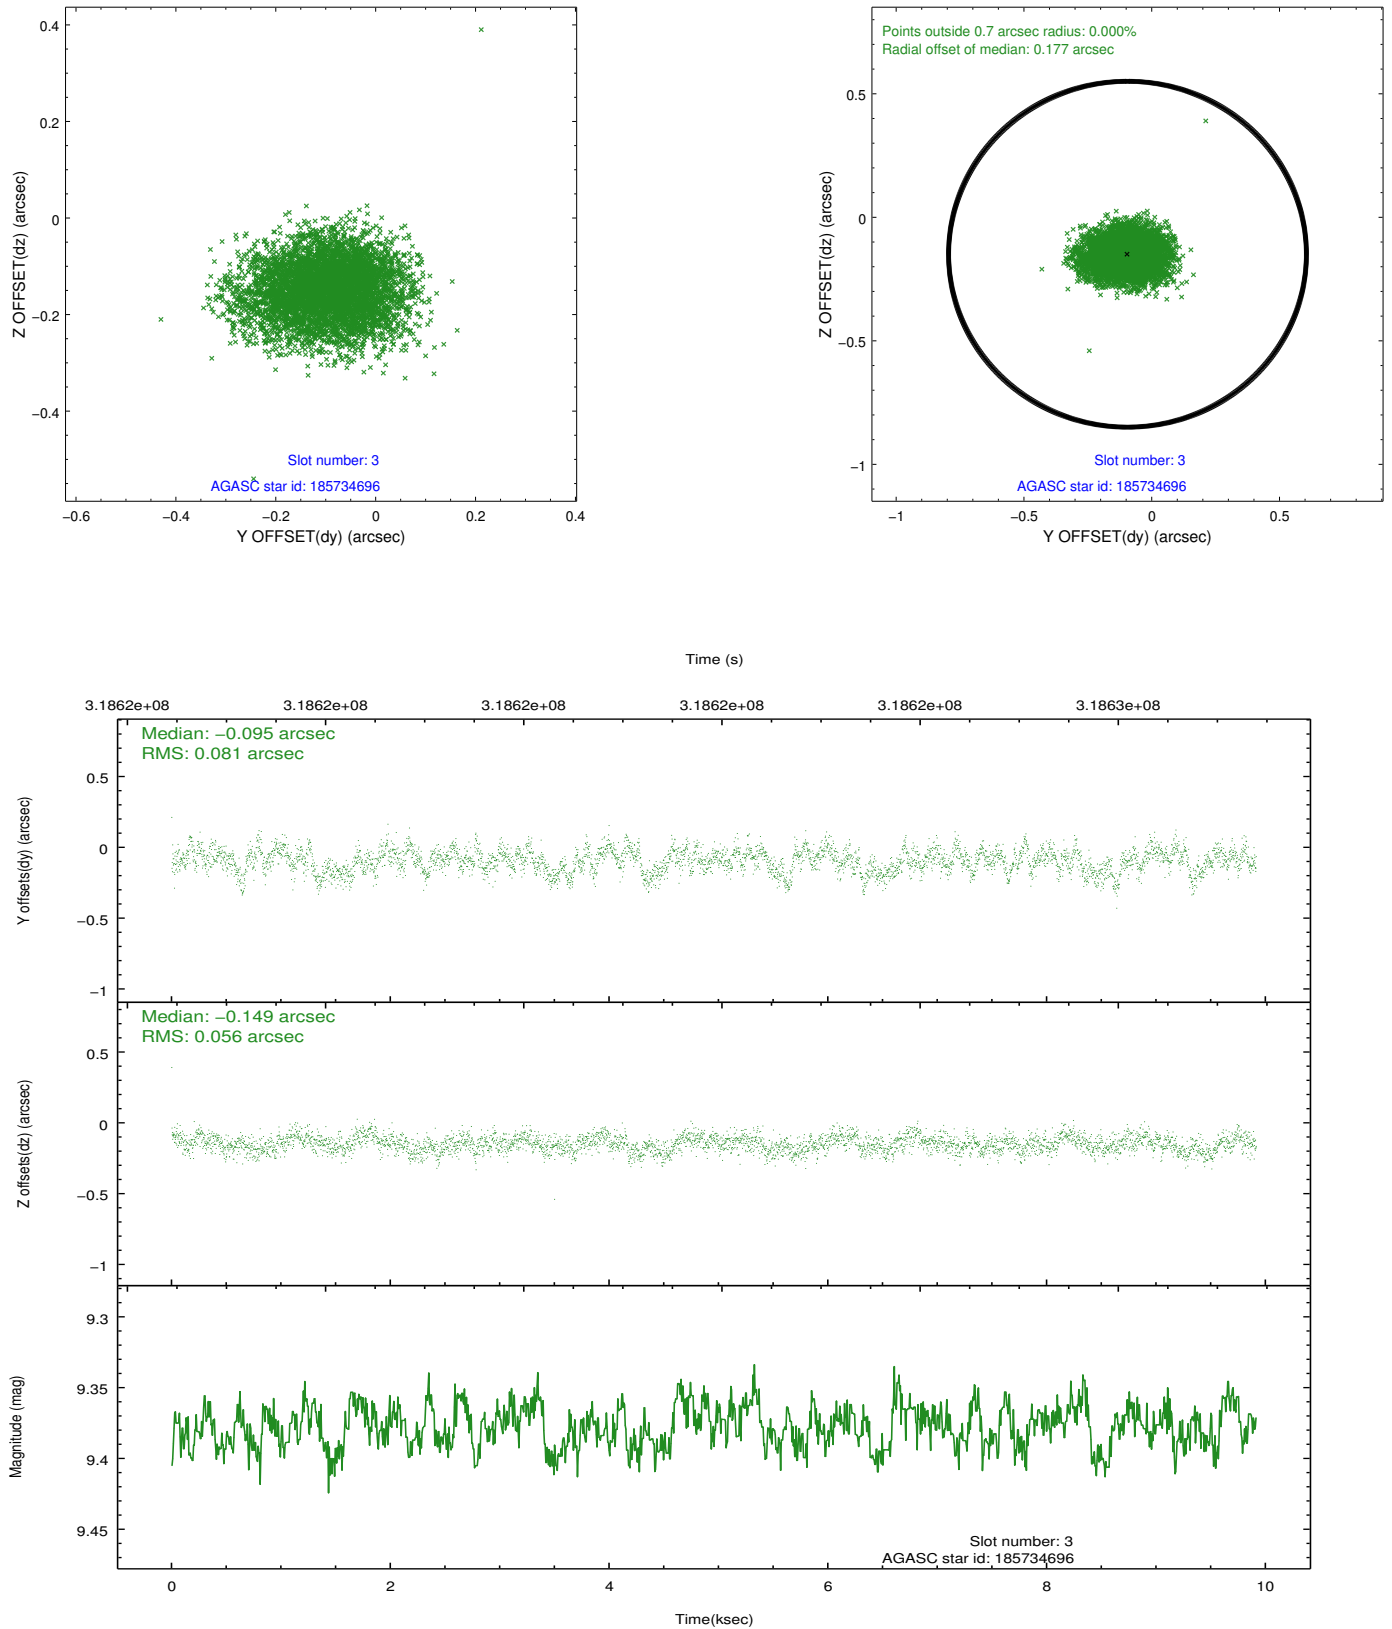 0.4
0.2
0
−0.2
−0.4
Z OFFSET(dz) (arcsec)
Slot number: 3
AGASC star id: 185734696
−0.6 −0.4 −0.2 0 0.2 0.4
Y OFFSET(dy) (arcsec)
Points outside 0.7 arcsec radius: 0.000%
Radial offset of median: 0.177 arcsec
0.5
0
−0.5
−1
Z OFFSET(dz) (arcsec)
Slot number: 3
AGASC star id: 185734696
−1 −0.5 0 0.5
Y OFFSET(dy) (arcsec)
Time (s)
3.1862e+08 3.1862e+08 3.1862e+08 3.1862e+08 3.1862e+08 3.1863e+08
Median: −0.095 arcsec
RMS: 0.081 arcsec
0.5
0
−0.5
−1
Y offsets(dy) (arcsec)
Median: −0.149 arcsec
RMS: 0.056 arcsec
0.5
0
−0.5
−1
Z offsets(dz) (arcsec)
9.3
9.35
9.4
9.45
Magnitude (mag)
Slot number: 3
AGASC star id: 185734696
0 2 4 6 8 10
Time(ksec)